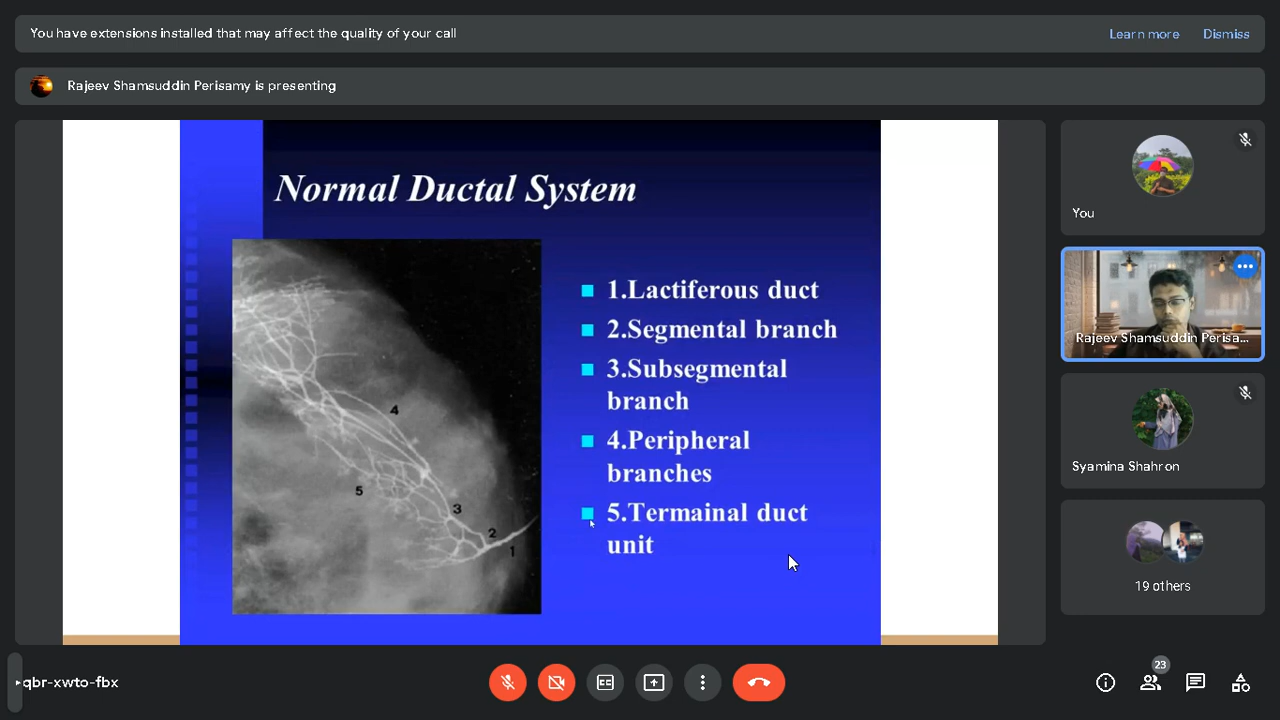 You have extensions installed that may affect the quality of your call
Learn more
Dismiss
Rajeev Shamsuddin Perisamy is presenting
Normal Ductal System
1.Lactiferous duct
2.Segmental branch
3.Subsegmental
branch
4.Peripheral
branches
5.Termainal duct
unit
4
5
3
2
1
You
Rajeev Shamsuddin Perisa...
Syamina Shahron
19 others
qbr-xwto-fbx
23